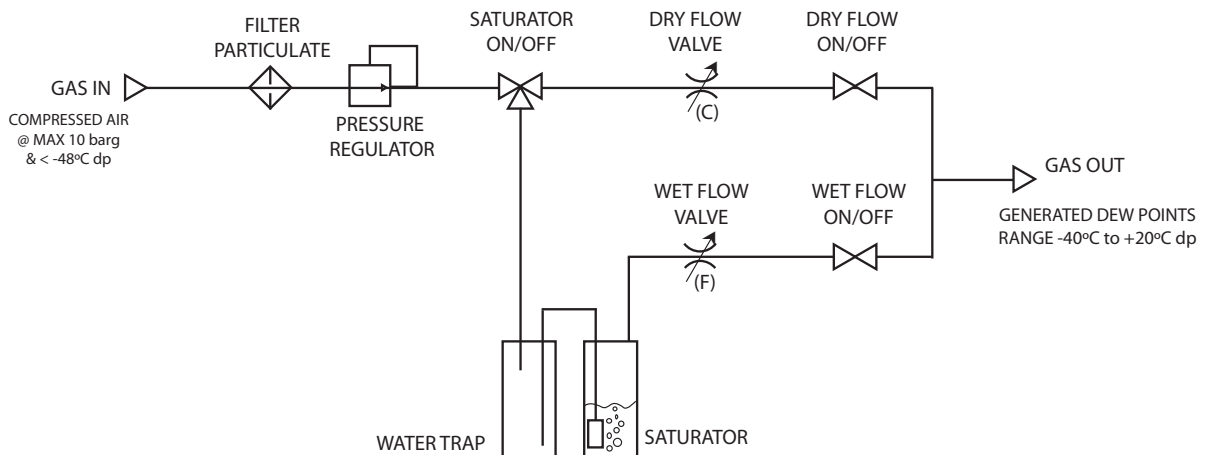 FILTER
PARTICULATE
SATURATOR
ON/OFF
DRY FLOW
VALVE
DRY FLOW
ON/OFF
GAS IN
COMPRESSED AIR
@ MAX 10 barg
& < -48ºC dp
PRESSURE
REGULATOR
(C)
GAS OUT
GENERATED DEW POINTS
RANGE -40ºC to +20ºC dp
WET FLOW
VALVE
WET FLOW
ON/OFF
(F)
WATER TRAP
SATURATOR